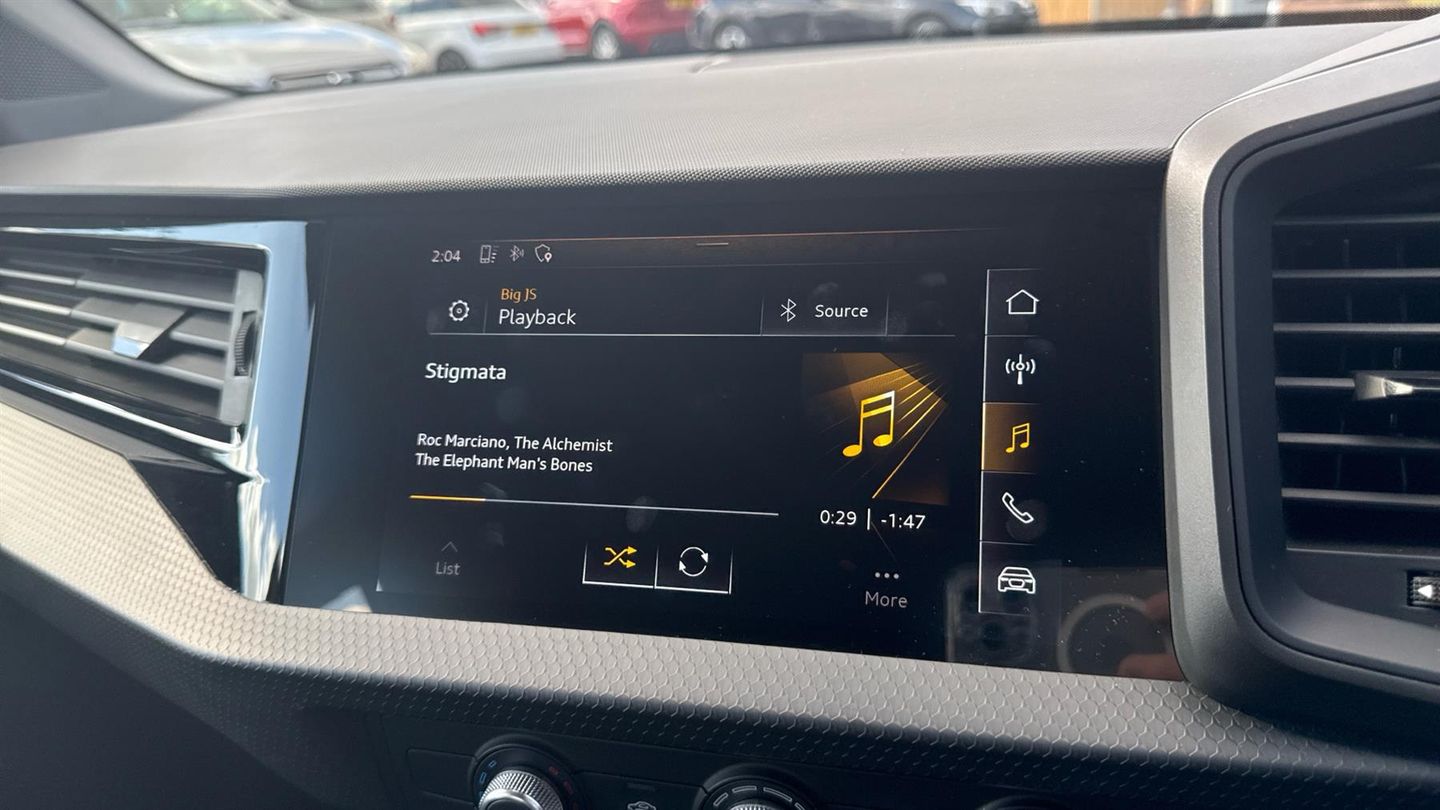 2:04
Big JS
Playback
Source
Stigmata
Roc Marciano, The Alchemist
The Elephant Man's Bones
0:29 | -1:47
List
More